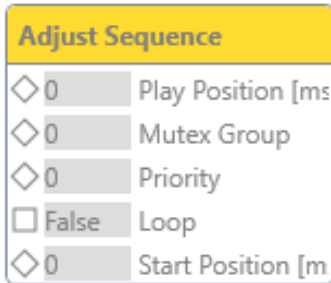 Adjust Sequence
0 Play Position [ms
0 Mutex Group
0 Priority
False Loop
0 Start Position [m